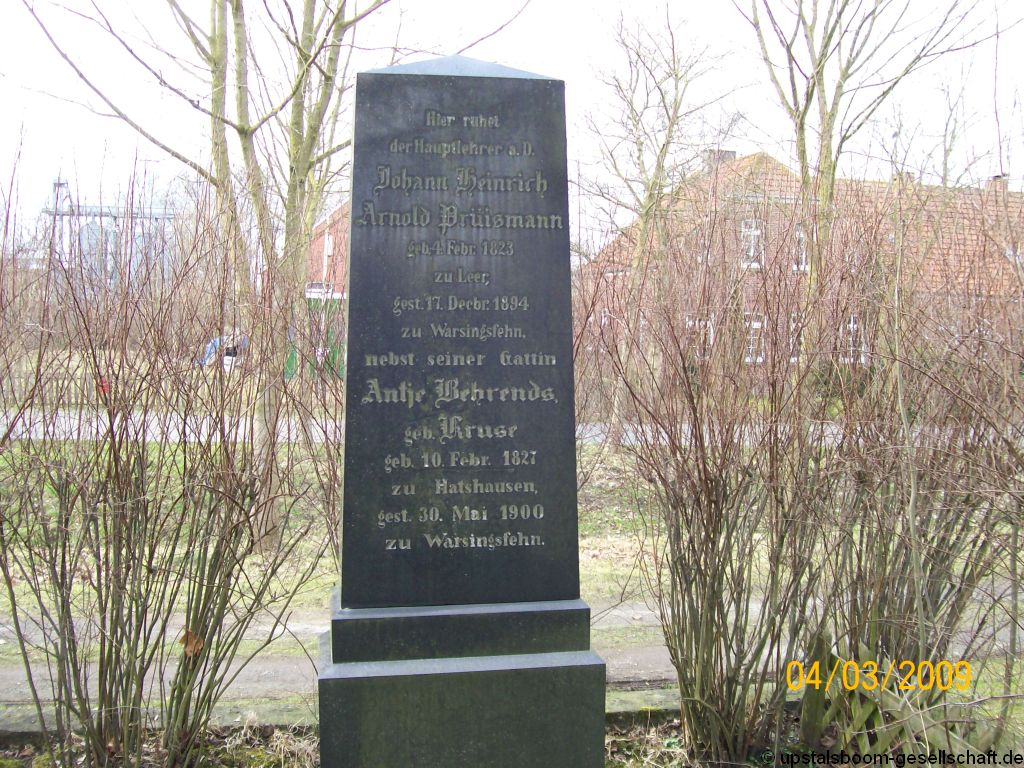 Hier ruhet
der Hauptlehrer a.D.
Johann Heinrich
Arnold Prüismann
geb. 4. Febr. 1823
zu Leer,
gest. 17. Decbr. 1894
zu Warsingsfehn,
nebst seiner Gattin
Antje Behrends,
geb. Kruse
geb. 10. Febr. 1827
zu Hatshausen,
gest. 30. Mai 1900
zu Warsingsfehn.
04/03/2009
© upstalsboom-gesellschaft.de